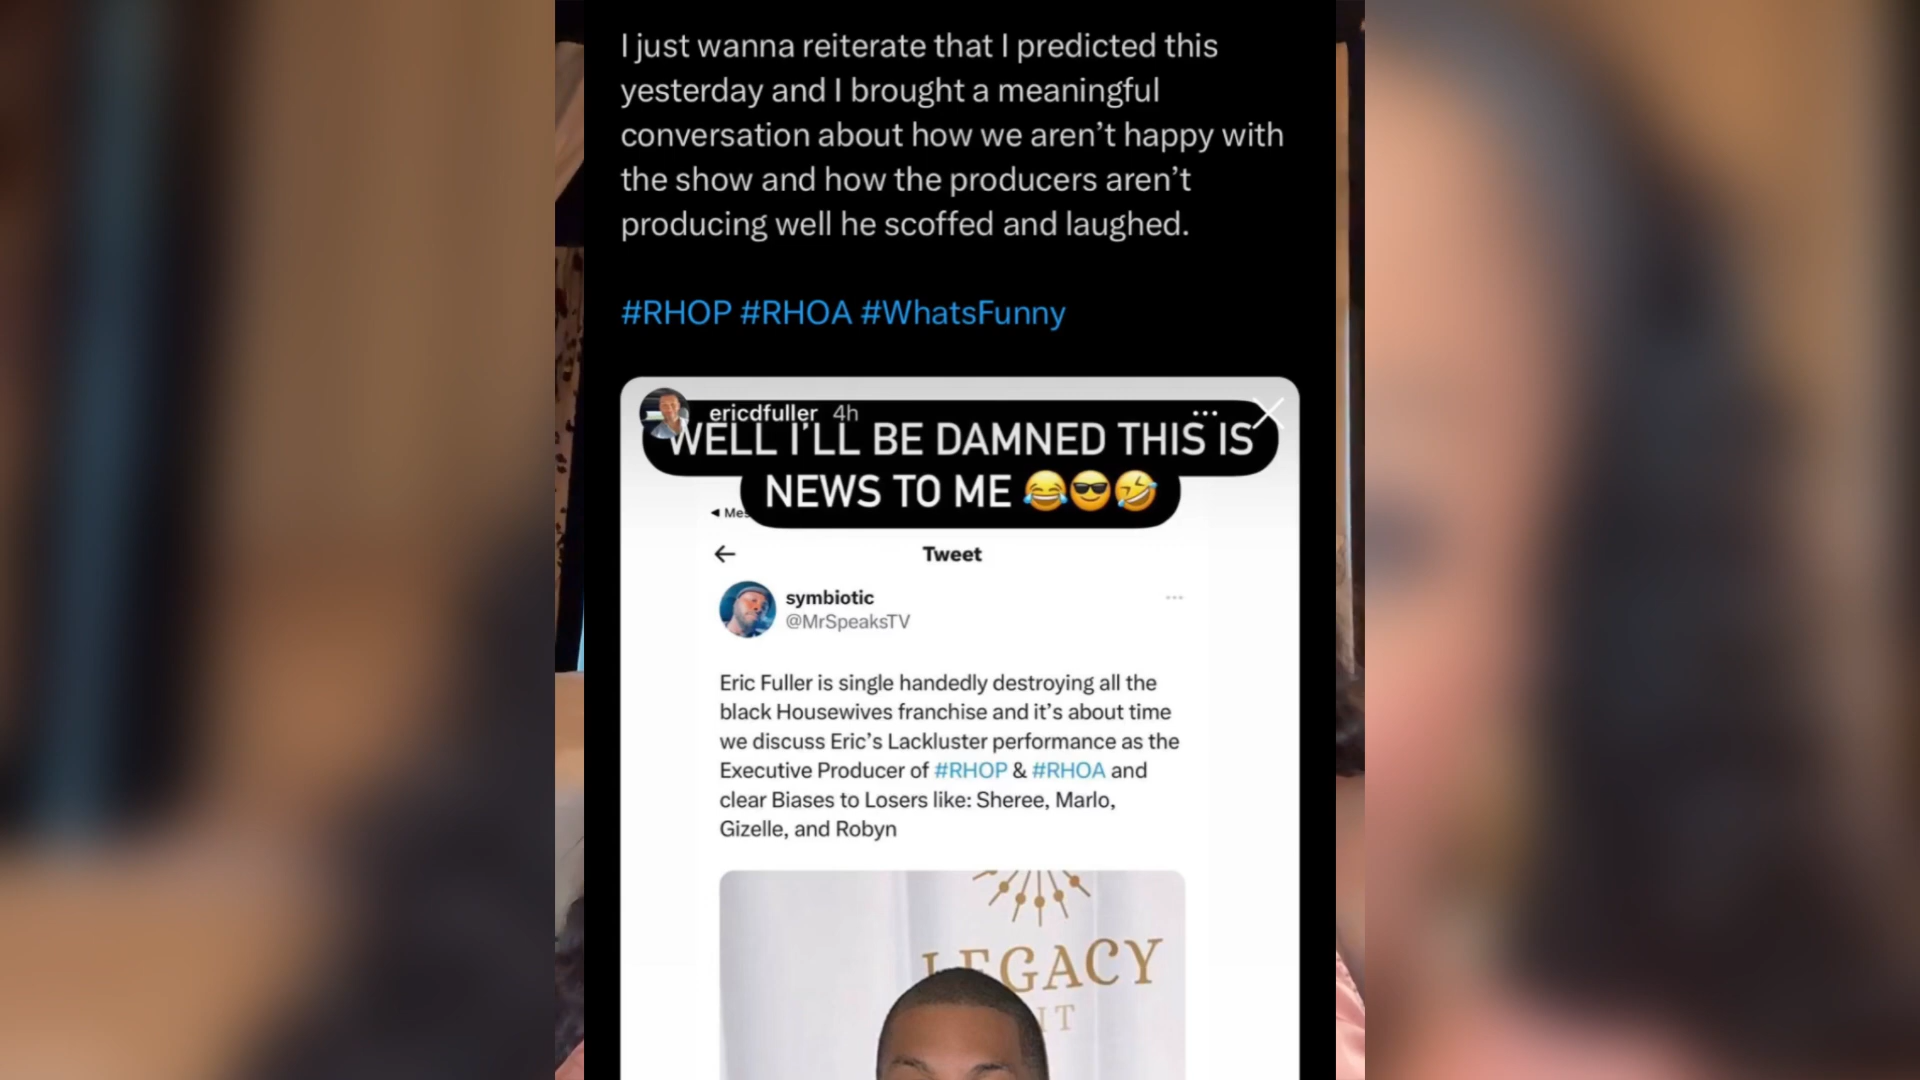 I just wanna reiterate that I predicted this
yesterday and I brought a meaningful
conversation about how we aren’t happy with
the show and how the producers aren’t
producing well he scoffed and laughed.
#RHOP #RHOA #WhatsFunny
ericdfuller 4h
WELL I’LL BE DAMNED THIS IS
NEWS TO ME 😂😎🤣
Tweet
symbiotic
@MrSpeaksTV
Eric Fuller is single handedly destroying all the
black Housewives franchise and it’s about time
we discuss Eric’s Lackluster performance as the
Executive Producer of #RHOP & #RHOA and
clear Biases to Losers like: Sheree, Marlo,
Gizelle, and Robyn
LEGACY